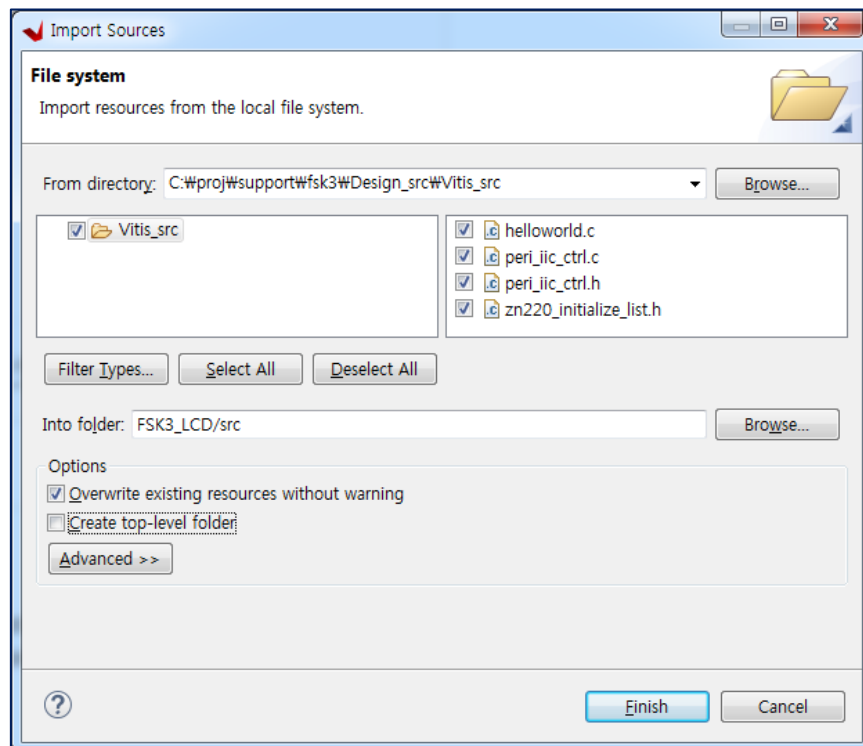 Import Sources
File system
Import resources from the local file system.
From directory: C:₩proj₩support₩fsk3₩Design_src₩Vitis_src
Browse...
Vitis_src
helloworld.c
peri_iic_ctrl.c
peri_iic_ctrl.h
zn220_initialize_list.h
Filter Types...
Select All
Deselect All
Into folder: FSK3_LCD/src
Browse...
Options
Overwrite existing resources without warning
Create top-level folder
Advanced >>
?
Finish
Cancel